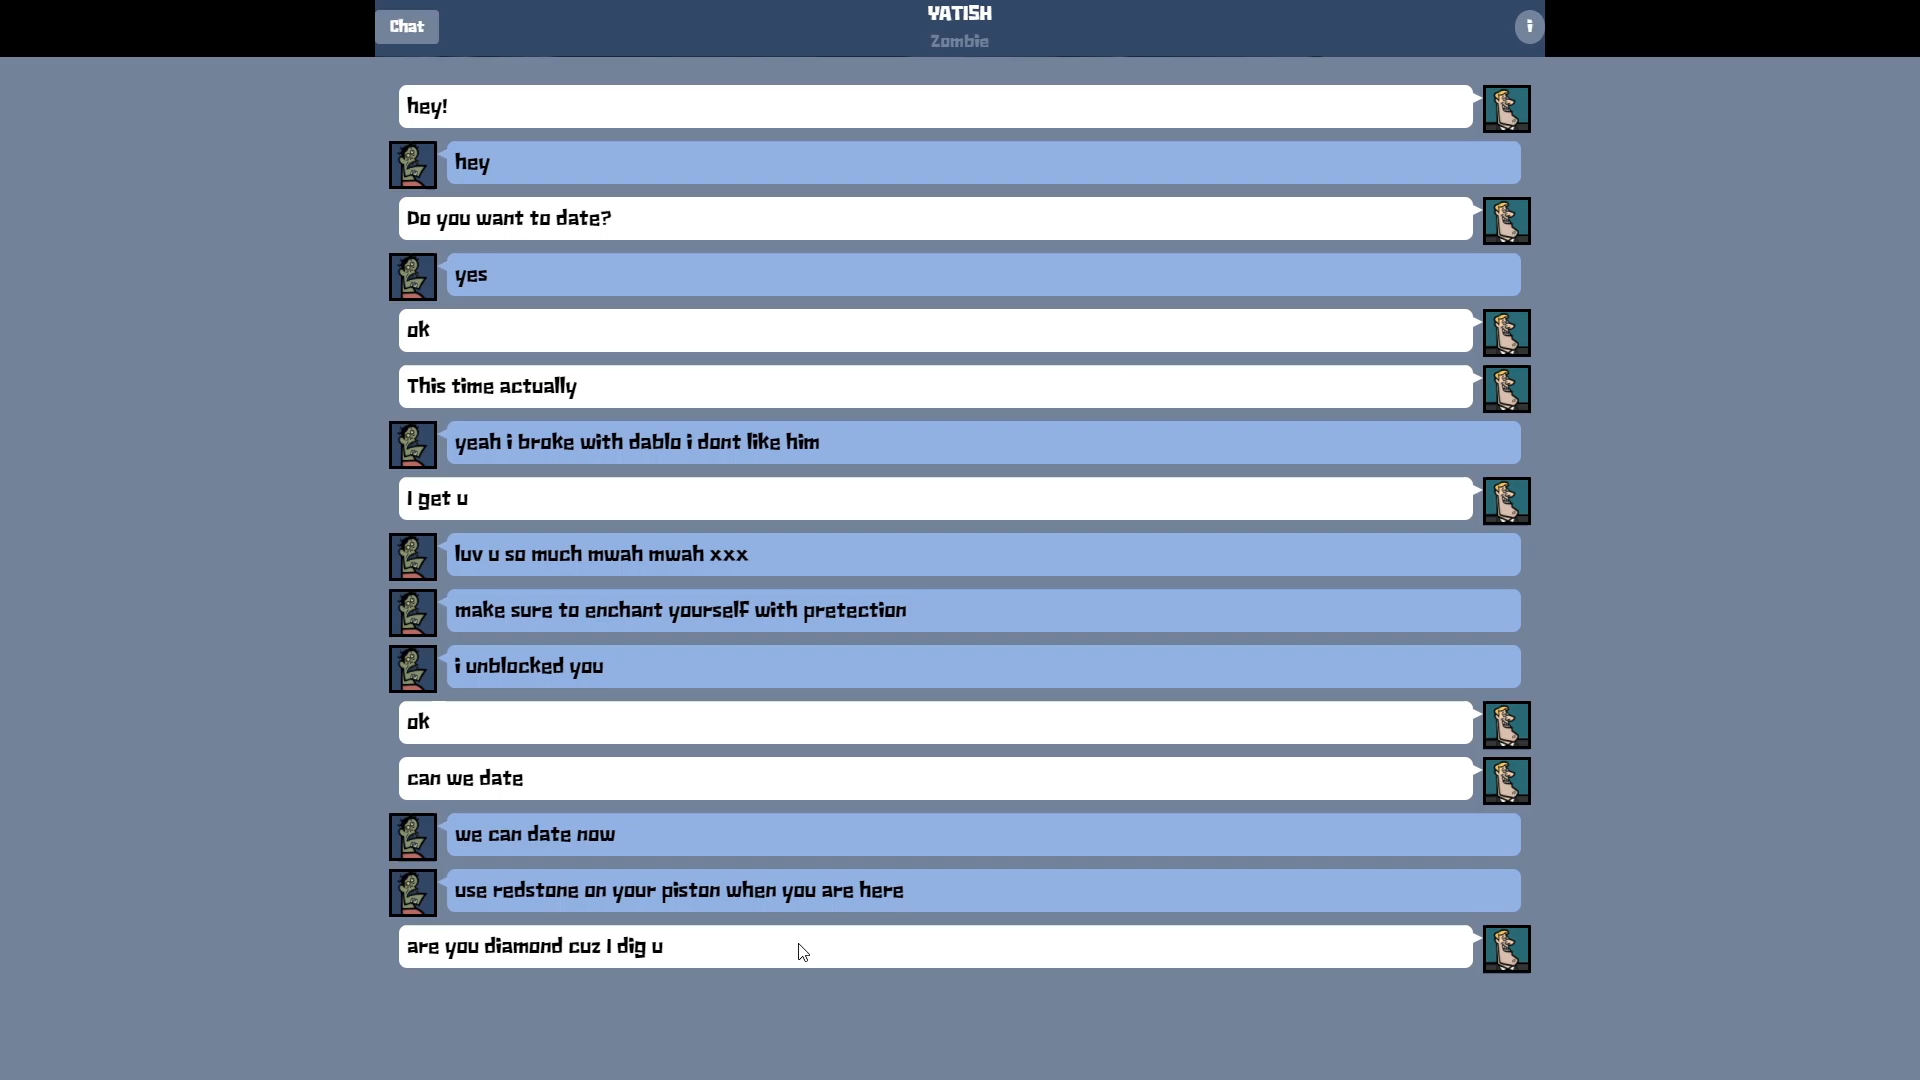 Chat
YATISH
Zombie
i
hey!
hey
Do you want to date?
yes
ok
This time actually
yeah i broke with dablo i dont like him
I get u
luv u so much mwah mwah xxx
make sure to enchant yourself with pretection
i unblocked you
ok
can we date
we can date now
use redstone on your piston when you are here
are you diamond cuz I dig u